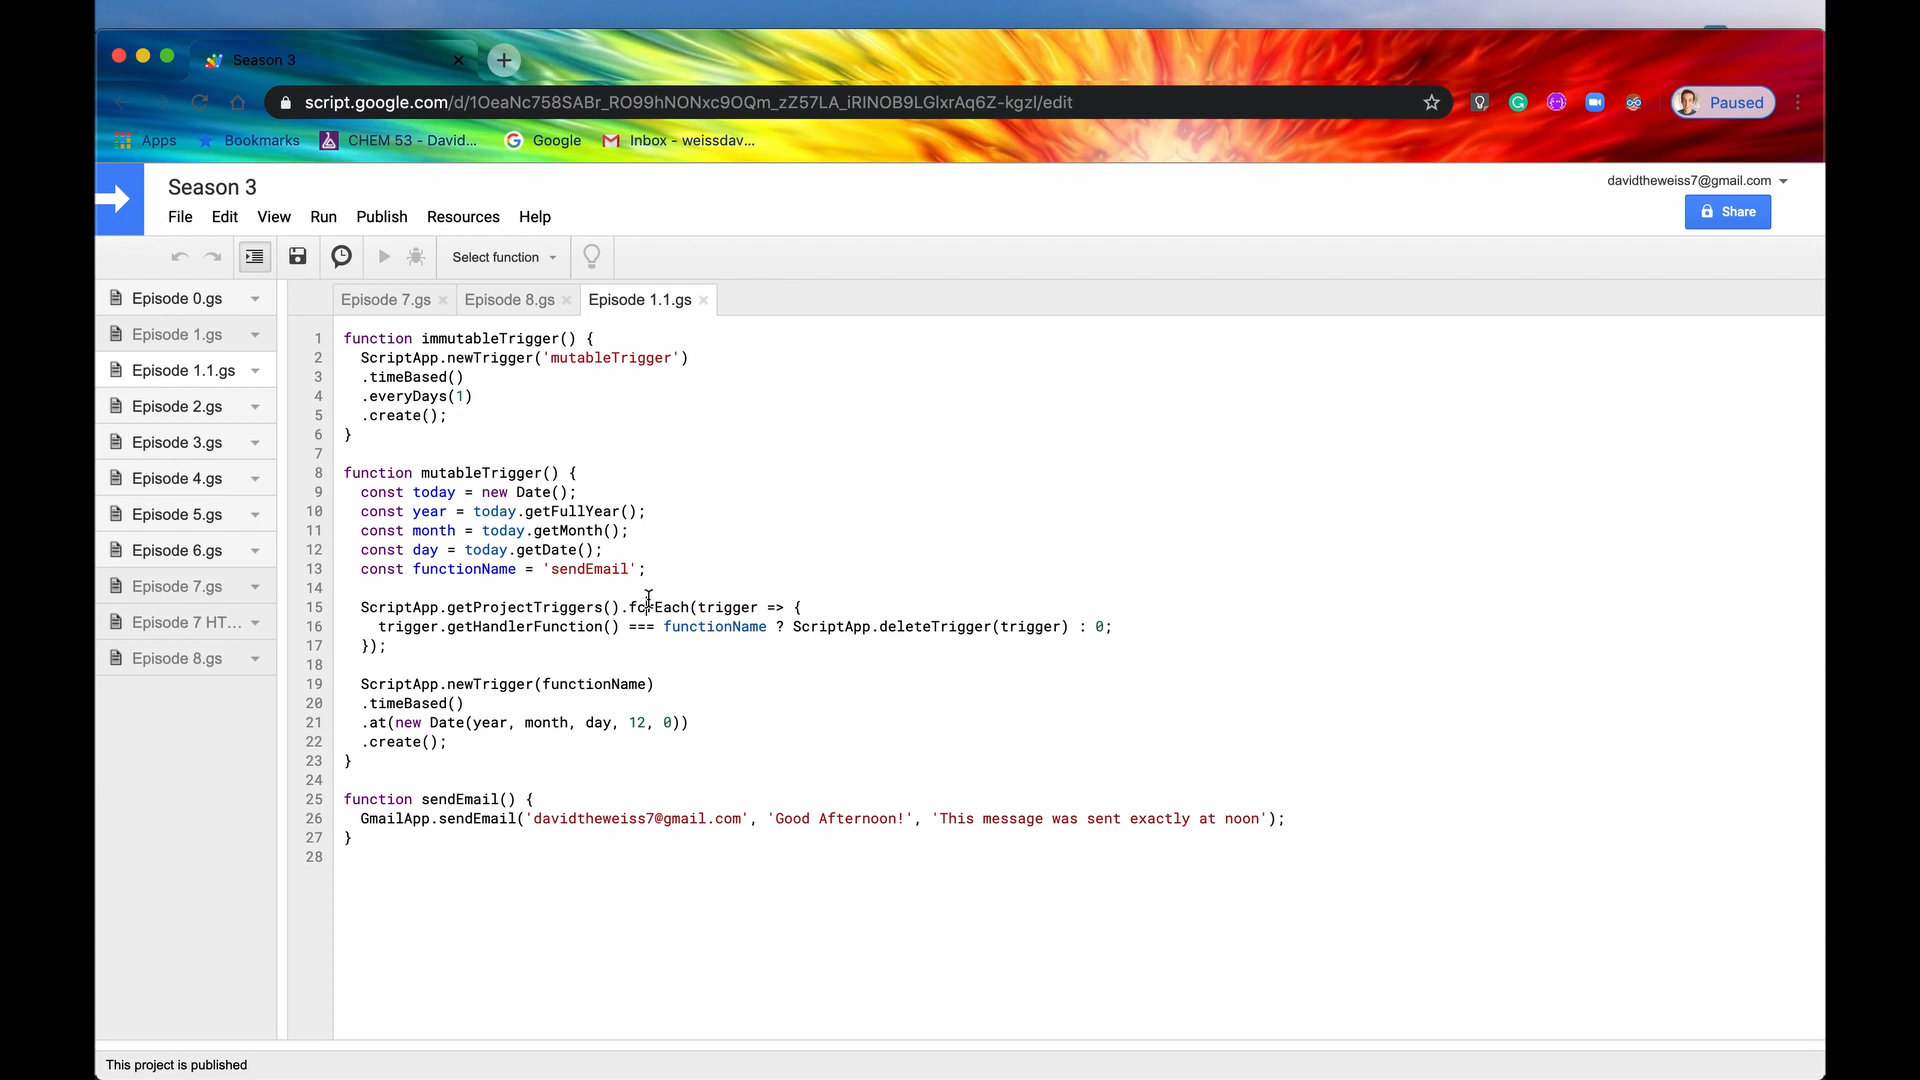 Season 3
script.google.com/d/1OeaNc758SABr_RO99hNONxc9OQm_zZ57LA_iRINOB9LGlxrAq6Z-kgzl/edit
Paused
Apps
Bookmarks
CHEM 53 - David...
Google
Inbox - weissdav...
Season 3
davidtheweiss7@gmail.com
File Edit View Run Publish Resources Help
Share
Select function
Episode 0.gs
Episode 1.gs
Episode 1.1.gs
Episode 2.gs
Episode 3.gs
Episode 4.gs
Episode 5.gs
Episode 6.gs
Episode 7.gs
Episode 7 HT...
Episode 8.gs
Episode 7.gs Episode 8.gs Episode 1.1.gs
1 function immutableTrigger() {
2 ScriptApp.newTrigger('mutableTrigger')
3 .timeBased()
4 .everyDays(1)
5 .create();
6 }
7
8 function mutableTrigger() {
9 const today = new Date();
10 const year = today.getFullYear();
11 const month = today.getMonth();
12 const day = today.getDate();
13 const functionName = 'sendEmail';
14
15 ScriptApp.getProjectTriggers().forEach(trigger => {
16 trigger.getHandlerFunction() === functionName ? ScriptApp.deleteTrigger(trigger) : 0;
17 });
18
19 ScriptApp.newTrigger(functionName)
20 .timeBased()
21 .at(new Date(year, month, day, 12, 0))
22 .create();
23 }
24
25 function sendEmail() {
26 GmailApp.sendEmail('davidtheweiss7@gmail.com', 'Good Afternoon!', 'This message was sent exactly at noon');
27 }
28
This project is published